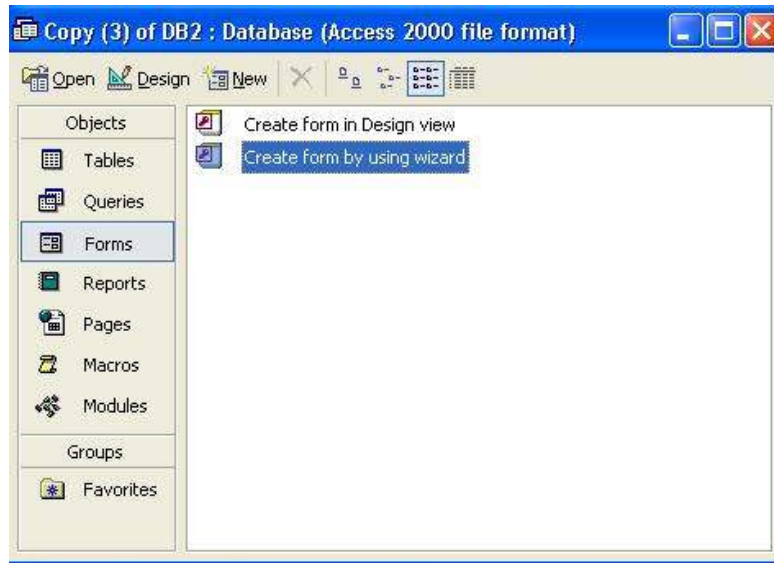 Copy (3) of DB2 : Database (Access 2000 file format)
Open Design New
Objects
Tables
Queries
Forms
Reports
Pages
Macros
Modules
Groups
Favorites
Create form in Design view
Create form by using wizard